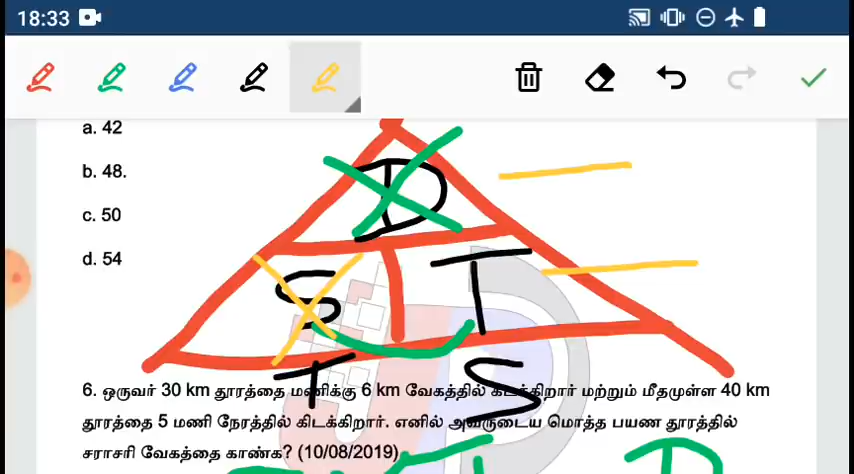 18:33
a. 42
b. 48.
c. 50
d. 54
D
S T
T S
6. ஒருவர் 30 km தூரத்தை மணிக்கு 6 km வேகத்தில் கடக்கிறார் மற்றும் மீதமுள்ள 40 km
தூரத்தை 5 மணி நேரத்தில் கிடக்கிறார். எனில் அவருடைய மொத்த பயண தூரத்தில்
சராசரி வேகத்தை காண்க? (10/08/2019)
D